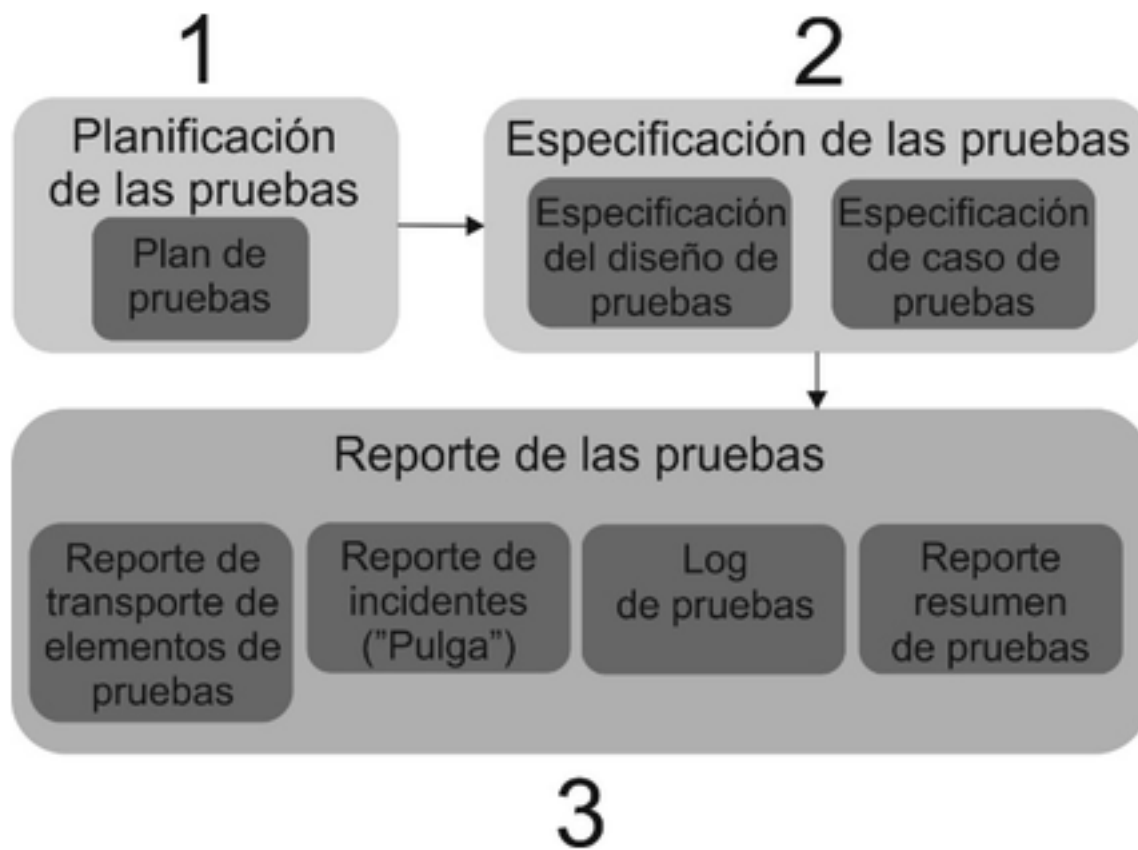 1
Planificación
de las pruebas
Plan de
pruebas
2
Especificación de las pruebas
Especificación
del diseño de
pruebas
Especificación
de caso de
pruebas
Reporte de las pruebas
Reporte de
transporte de
elementos de
pruebas
Reporte de
incidentes
("Pulga")
Log
de pruebas
Reporte
resumen
de pruebas
3